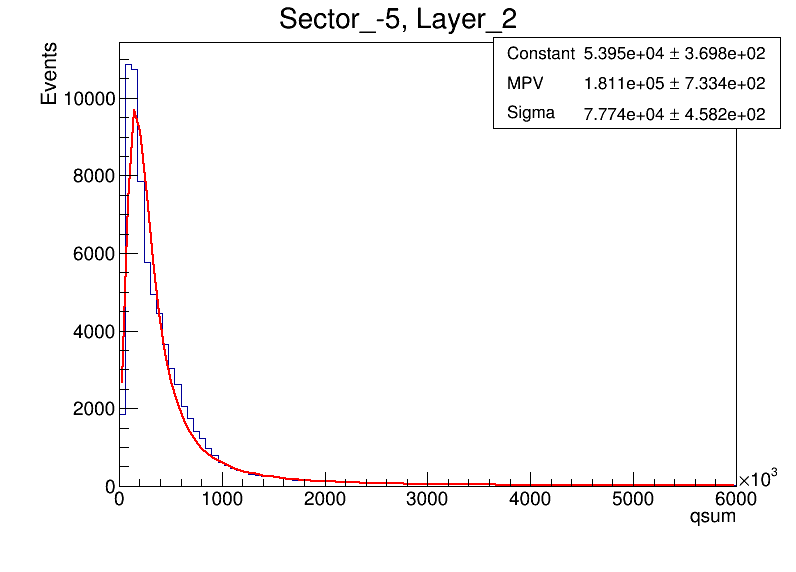 Sector_-5, Layer_2
Constant 5.395e+04 ± 3.698e+02
MPV 1.811e+05 ± 7.334e+02
Sigma 7.774e+04 ± 4.582e+02
Events
10000
8000
6000
4000
2000
0
0 1000 2000 3000 4000 5000 6000
×10³
qsum